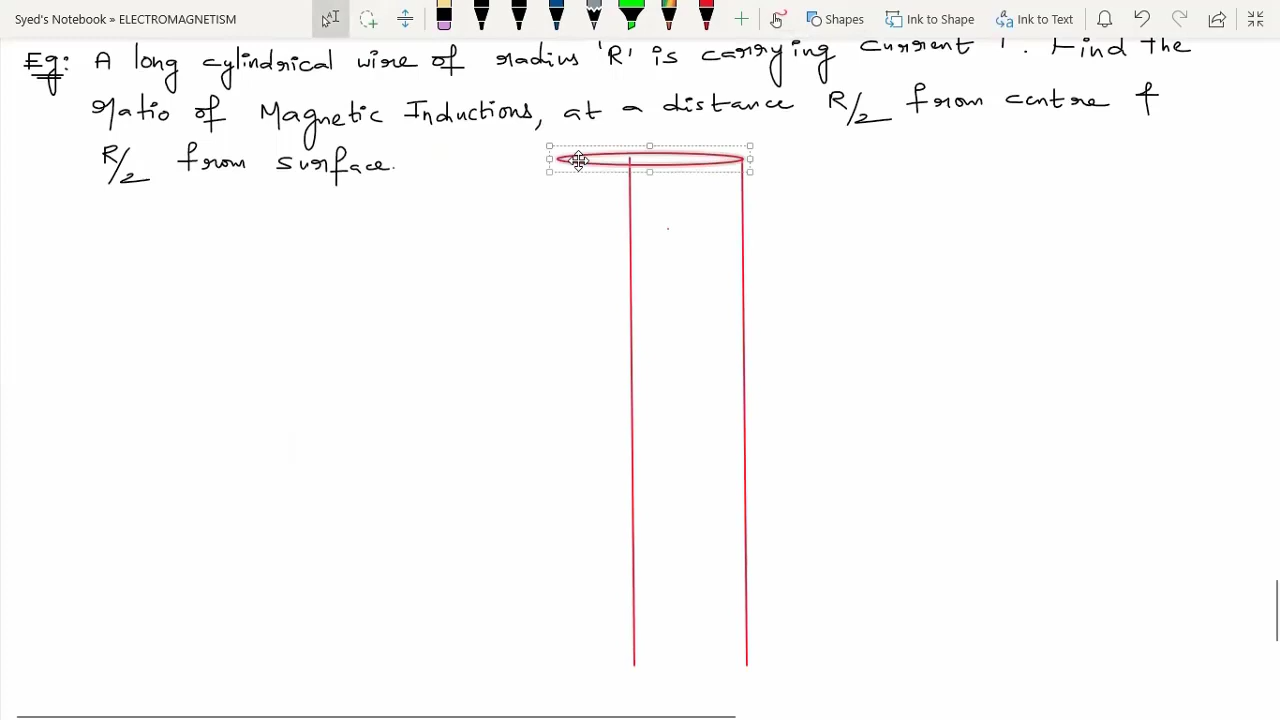 Syed's Notebook » ELECTROMAGNETISM
Shapes
Ink to Shape
Ink to Text
Eg: A long cylindrical wire of radius 'R' is carrying current . Find the
Ratio of Magnetic Inductions, at a distance R/2 from centre &
R/2 from surface.